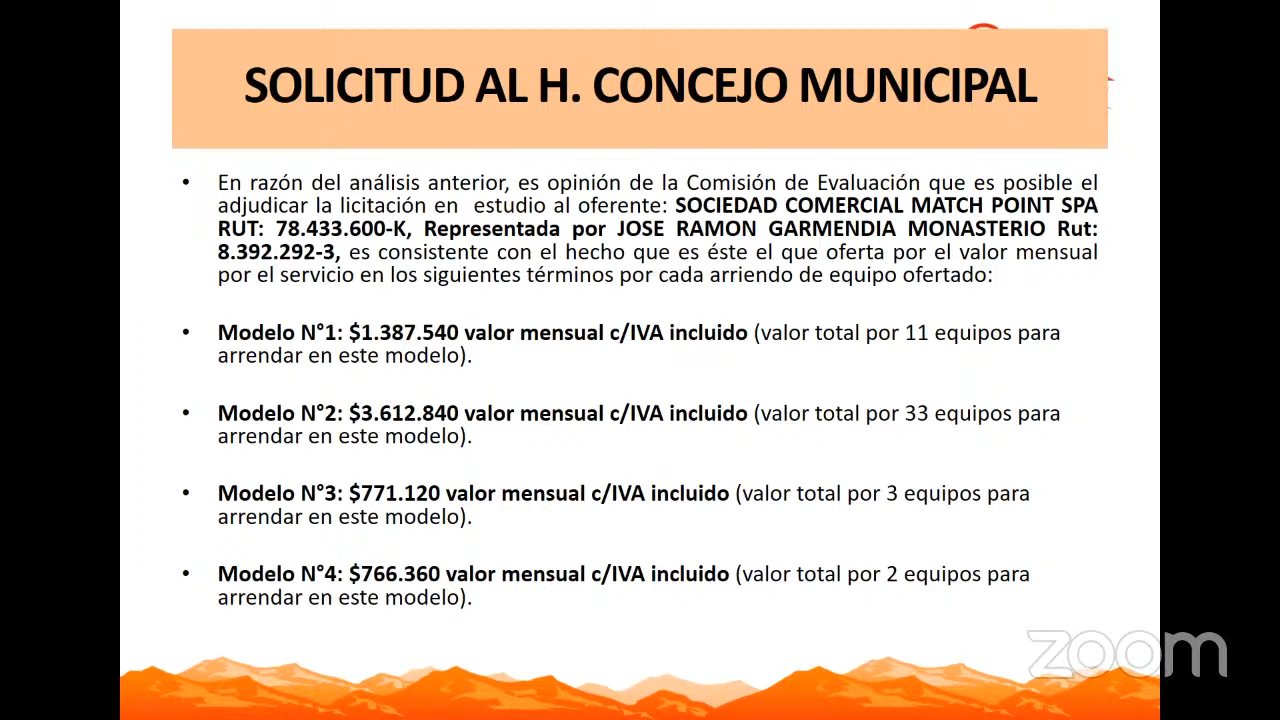 SOLICITUD AL H. CONCEJO MUNICIPAL
• En razón del análisis anterior, es opinión de la Comisión de Evaluación que es posible el
adjudicar la licitación en estudio al oferente: SOCIEDAD COMERCIAL MATCH POINT SPA
RUT: 78.433.600-K, Representada por JOSE RAMON GARMENDIA MONASTERIO Rut:
8.392.292-3, es consistente con el hecho que es éste el que oferta por el valor mensual
por el servicio en los siguientes términos por cada arriendo de equipo ofertado:
• Modelo N°1: $1.387.540 valor mensual c/IVA incluido (valor total por 11 equipos para
arrendar en este modelo).
• Modelo N°2: $3.612.840 valor mensual c/IVA incluido (valor total por 33 equipos para
arrendar en este modelo).
• Modelo N°3: $771.120 valor mensual c/IVA incluido (valor total por 3 equipos para
arrendar en este modelo).
• Modelo N°4: $766.360 valor mensual c/IVA incluido (valor total por 2 equipos para
arrendar en este modelo).
zoom